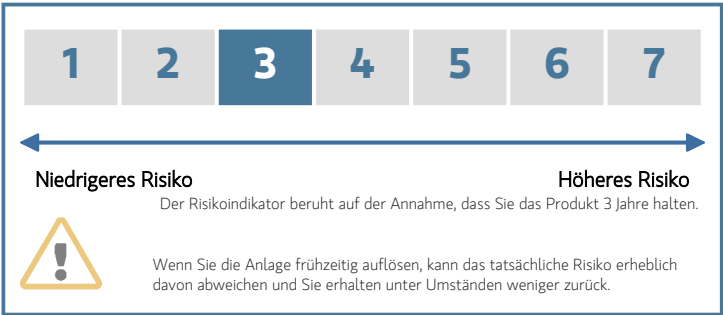 1 2 3 4 5 6 7
Niedrigeres Risiko Höheres Risiko
Der Risikoindikator beruht auf der Annahme, dass Sie das Produkt 3 Jahre halten.
!
Wenn Sie die Anlage frühzeitig auflösen, kann das tatsächliche Risiko erheblich
davon abweichen und Sie erhalten unter Umständen weniger zurück.